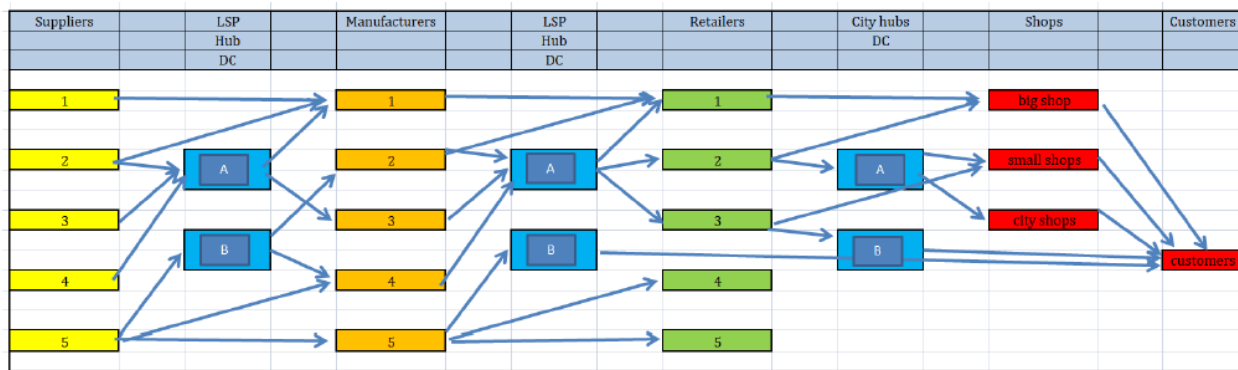 Suppliers LSP Manufacturers LSP Retailers City hubs Shops Customers
Hub Hub DC
DC DC
1 1 1 big shop
2 A 2 A 2 A small shops
3 3 3 city shops
B B B customers
4 4 4
5 5 5